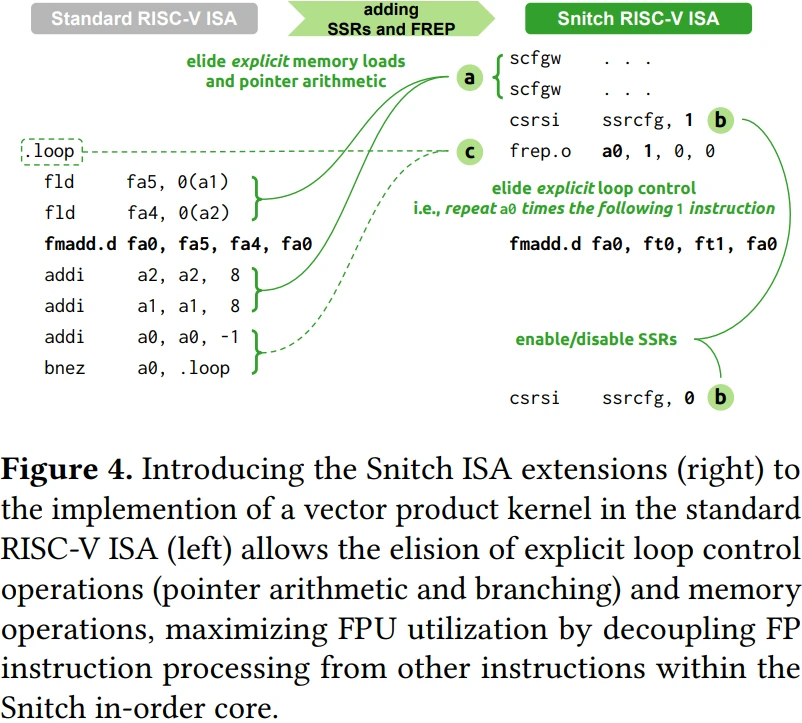 Standard RISC-V ISA
adding
SSRs and FREP
Snitch RISC-V ISA
elide explicit memory loads
and pointer arithmetic
a
scfgw . . .
scfgw . . .
csrsi ssrcfg, 1 b
.loop
c
frep.o a0, 1, 0, 0
fld fa5, 0(a1)
fld fa4, 0(a2)
elide explicit loop control
i.e., repeat a0 times the following 1 instruction
fmadd.d fa0, fa5, fa4, fa0
fmadd.d fa0, ft0, ft1, fa0
addi a2, a2, 8
addi a1, a1, 8
addi a0, a0, -1
bnez a0, .loop
enable/disable SSRs
csrsi ssrcfg, 0 b
Figure 4. Introducing the Snitch ISA extensions (right) to
the implemention of a vector product kernel in the standard
RISC-V ISA (left) allows the elision of explicit loop control
operations (pointer arithmetic and branching) and memory
operations, maximizing FPU utilization by decoupling FP
instruction processing from other instructions within the
Snitch in-order core.